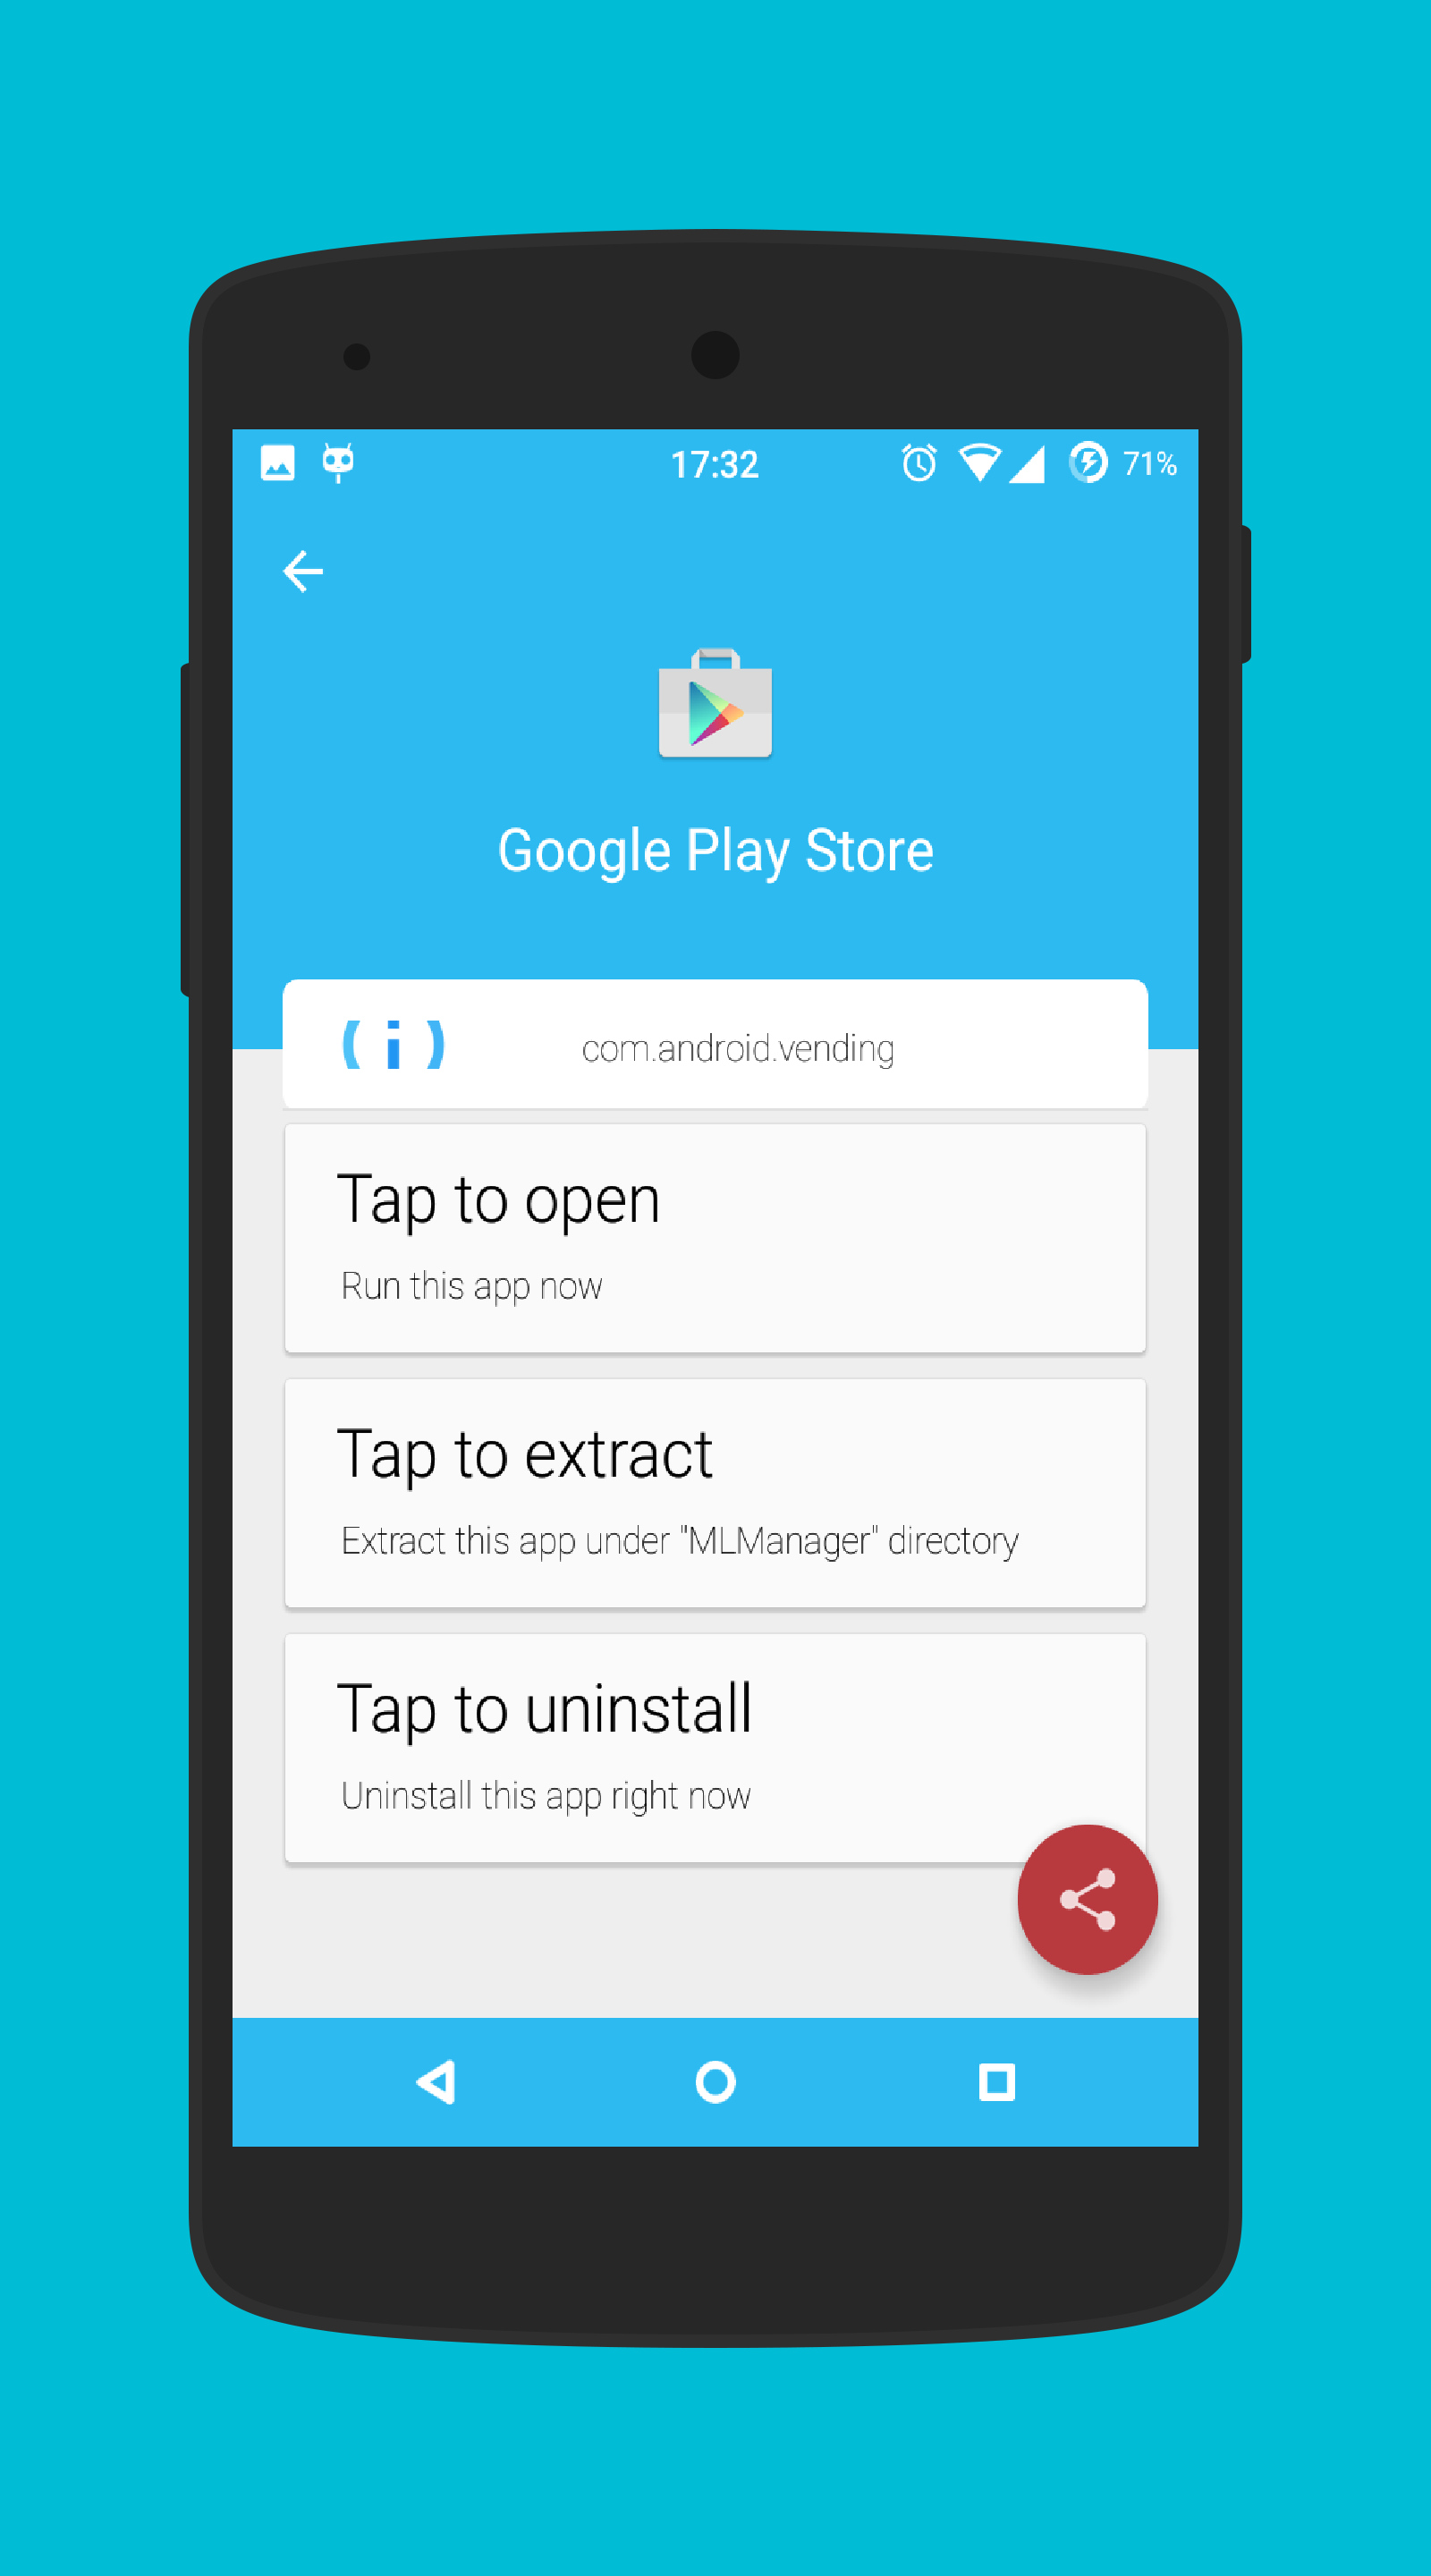 17:32 71%
Google Play Store
( i ) com.android.vending
Tap to open
Run this app now
Tap to extract
Extract this app under "MLManager" directory
Tap to uninstall
Uninstall this app right now